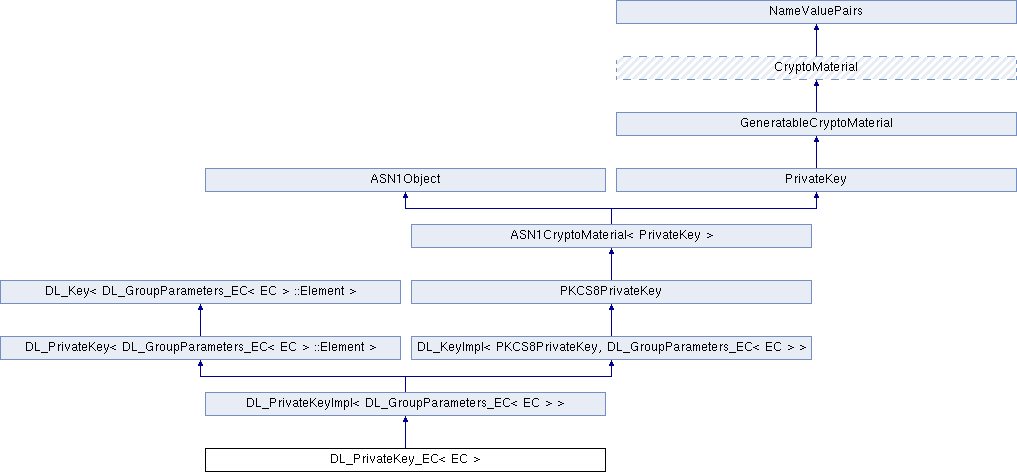 NameValuePairs
CryptoMaterial
GeneratableCryptoMaterial
ASN1Object
PrivateKey
ASN1CryptoMaterial< PrivateKey >
DL_Key< DL_GroupParameters_EC< EC > ::Element >
PKCS8PrivateKey
DL_PrivateKey< DL_GroupParameters_EC< EC > ::Element >
DL_KeyImpl< PKCS8PrivateKey, DL_GroupParameters_EC< EC > >
DL_PrivateKeyImpl< DL_GroupParameters_EC< EC > >
DL_PrivateKey_EC< EC >